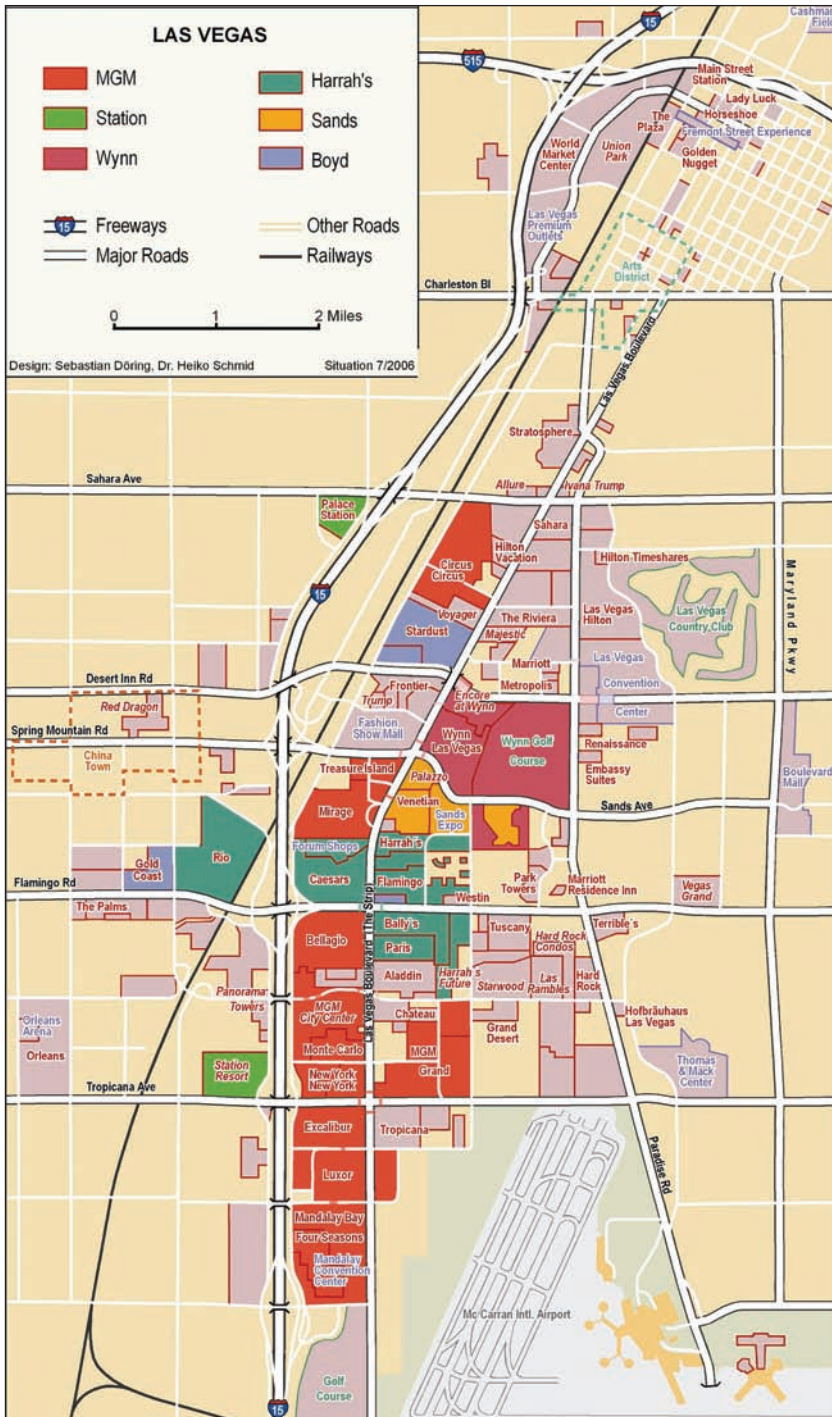 LAS VEGAS
MGM
Harrah's
Station
Sands
Wynn
Boyd
15
Freeways
Other Roads
Major Roads
Railways
0 1 2 Miles
Design: Sebastian Döring, Dr. Heiko Schmid
Situation 7/2006
15
515
Cashman
Field
Main Street
Station
Lady Luck
Horseshoe
The
Plaza
Fremont Street Experience
Golden
Nugget
World
Market
Center
Union
Park
Las Vegas
Premium
Outlets
Arts
District
Charleston Bl
Las Vegas Boulevard
Stratosphere
Allure
Ivana Trump
Sahara Ave
Palace
Station
Sahara
Hilton
Vacation
Circus
Circus
Hilton Timeshares
15
Voyager
Stardust
The Riviera
Majestic
Las Vegas
Hilton
Las Vegas
Country Club
Maryland Pkwy
Marriott
Metropolis
Las Vegas
Convention
Center
Desert Inn Rd
Red Dragon
Frontier
Trump
Encore
at Wynn
Fashion
Show Mall
Wynn
Las Vegas
Wynn Golf
Course
Spring Mountain Rd
China
Town
Renaissance
Embassy
Suites
Boulevard
Mall
Treasure Island
Palazzo
Mirage
Venetian
Sands
Expo
Sands Ave
Forum Shops
Harrah's
Rio
Gold
Coast
Caesars
Flamingo
Park
Towers
Marriott
Residence Inn
Vegas
Grand
Flamingo Rd
Westin
The Palms
Bally's
Bellagio
Paris
Tuscany
Terrible's
Hard Rock
Condos
Aladdin
Harrah's
Future
Starwood
Las
Rambles
Hard
Rock
Panorama
Towers
Las Vegas Boulevard (The Strip)
MGM
City Center
Chateau
Grand
Desert
Hofbräuhaus
Las Vegas
Orleans
Arena
Orleans
Monte Carlo
MGM
Grand
Station
Resort
New York
New York
Thomas
& Mack
Center
Tropicana Ave
Excalibur
Tropicana
Luxor
Paradise Rd
Mandalay Bay
Four Seasons
Mandalay
Convention
Center
Mc Carran Intl. Airport
Golf
Course
15